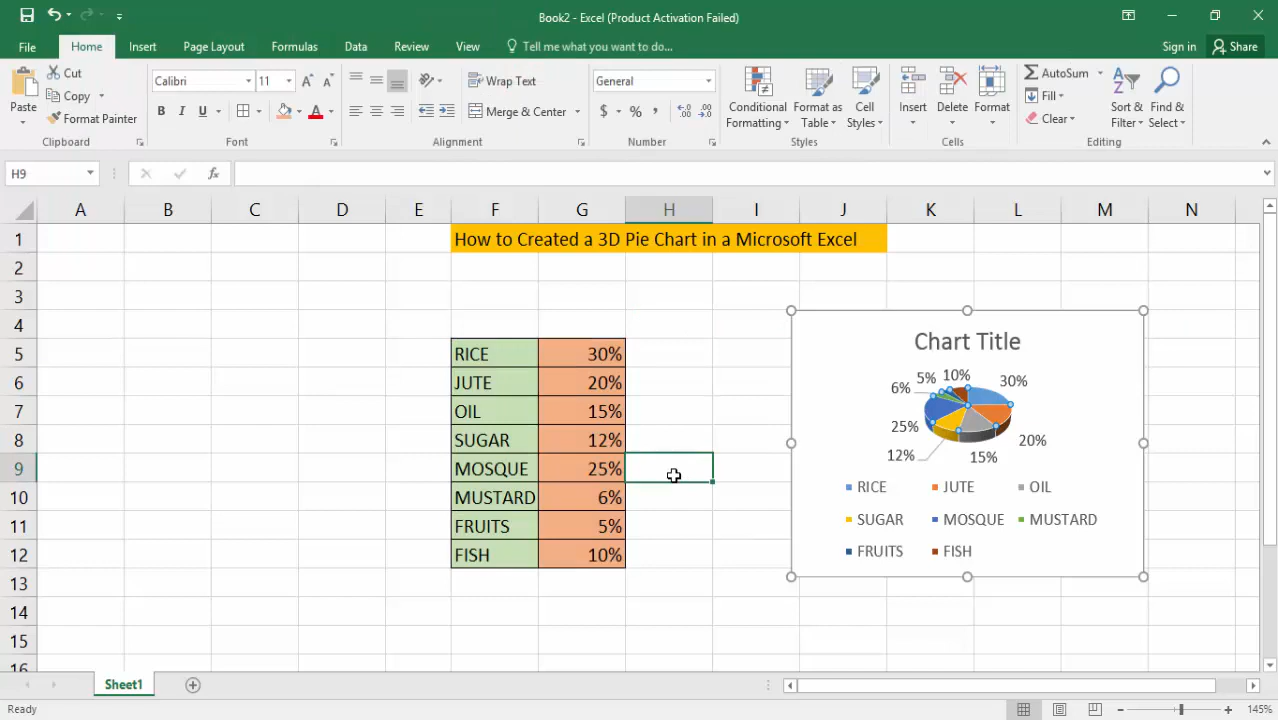 Book2 - Excel (Product Activation Failed)
File Home Insert Page Layout Formulas Data Review View Tell me what you want to do... Sign in Share
Paste
Cut
Copy
Format Painter
Clipboard
Calibri 11
B I U
Font
Wrap Text
Merge & Center
Alignment
General
$ % ,
Number
Conditional Formatting
Format as Table
Cell Styles
Styles
Insert Delete Format
Cells
AutoSum
Fill
Clear
Sort & Filter
Find & Select
Editing
H9
fx
A B C D E F G H I J K L M N
1 How to Created a 3D Pie Chart in a Microsoft Excel
2
3
4
5 RICE 30%
6 JUTE 20%
7 OIL 15%
8 SUGAR 12%
9 MOSQUE 25%
10 MUSTARD 6%
11 FRUITS 5%
12 FISH 10%
13
14
15
16
Chart Title
5% 10% 30%
6%
25%
20%
12% 15%
RICE JUTE OIL
SUGAR MOSQUE MUSTARD
FRUITS FISH
Sheet1
Ready
145%